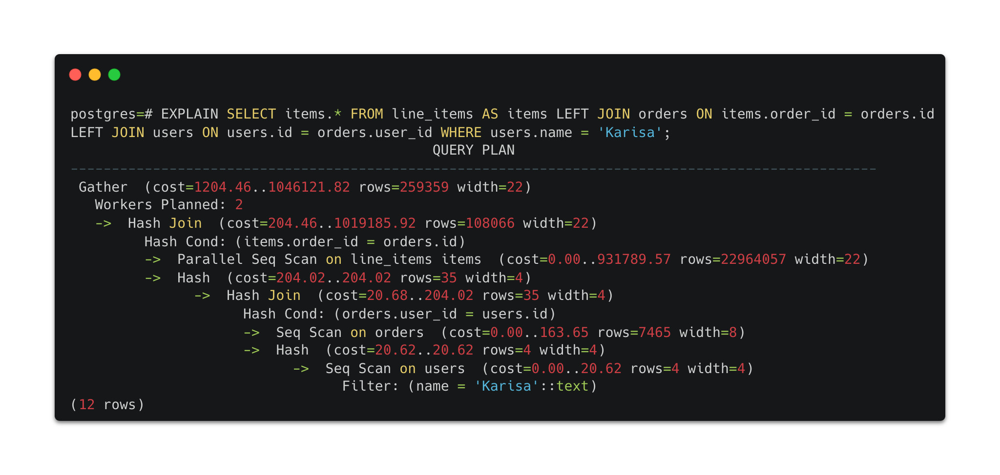 postgres=# EXPLAIN SELECT items.* FROM line_items AS items LEFT JOIN orders ON items.order_id = orders.id
LEFT JOIN users ON users.id = orders.user_id WHERE users.name = 'Karisa';
QUERY PLAN
--------------------------------------------------------------------------------------------------
Gather  (cost=1204.46..1046121.82 rows=259359 width=22)
Workers Planned: 2
->  Hash Join  (cost=204.46..1019185.92 rows=108066 width=22)
Hash Cond: (items.order_id = orders.id)
->  Parallel Seq Scan on line_items items  (cost=0.00..931789.57 rows=22964057 width=22)
->  Hash  (cost=204.02..204.02 rows=35 width=4)
->  Hash Join  (cost=20.68..204.02 rows=35 width=4)
Hash Cond: (orders.user_id = users.id)
->  Seq Scan on orders  (cost=0.00..163.65 rows=7465 width=8)
->  Hash  (cost=20.62..20.62 rows=4 width=4)
->  Seq Scan on users  (cost=0.00..20.62 rows=4 width=4)
Filter: (name = 'Karisa'::text)
(12 rows)